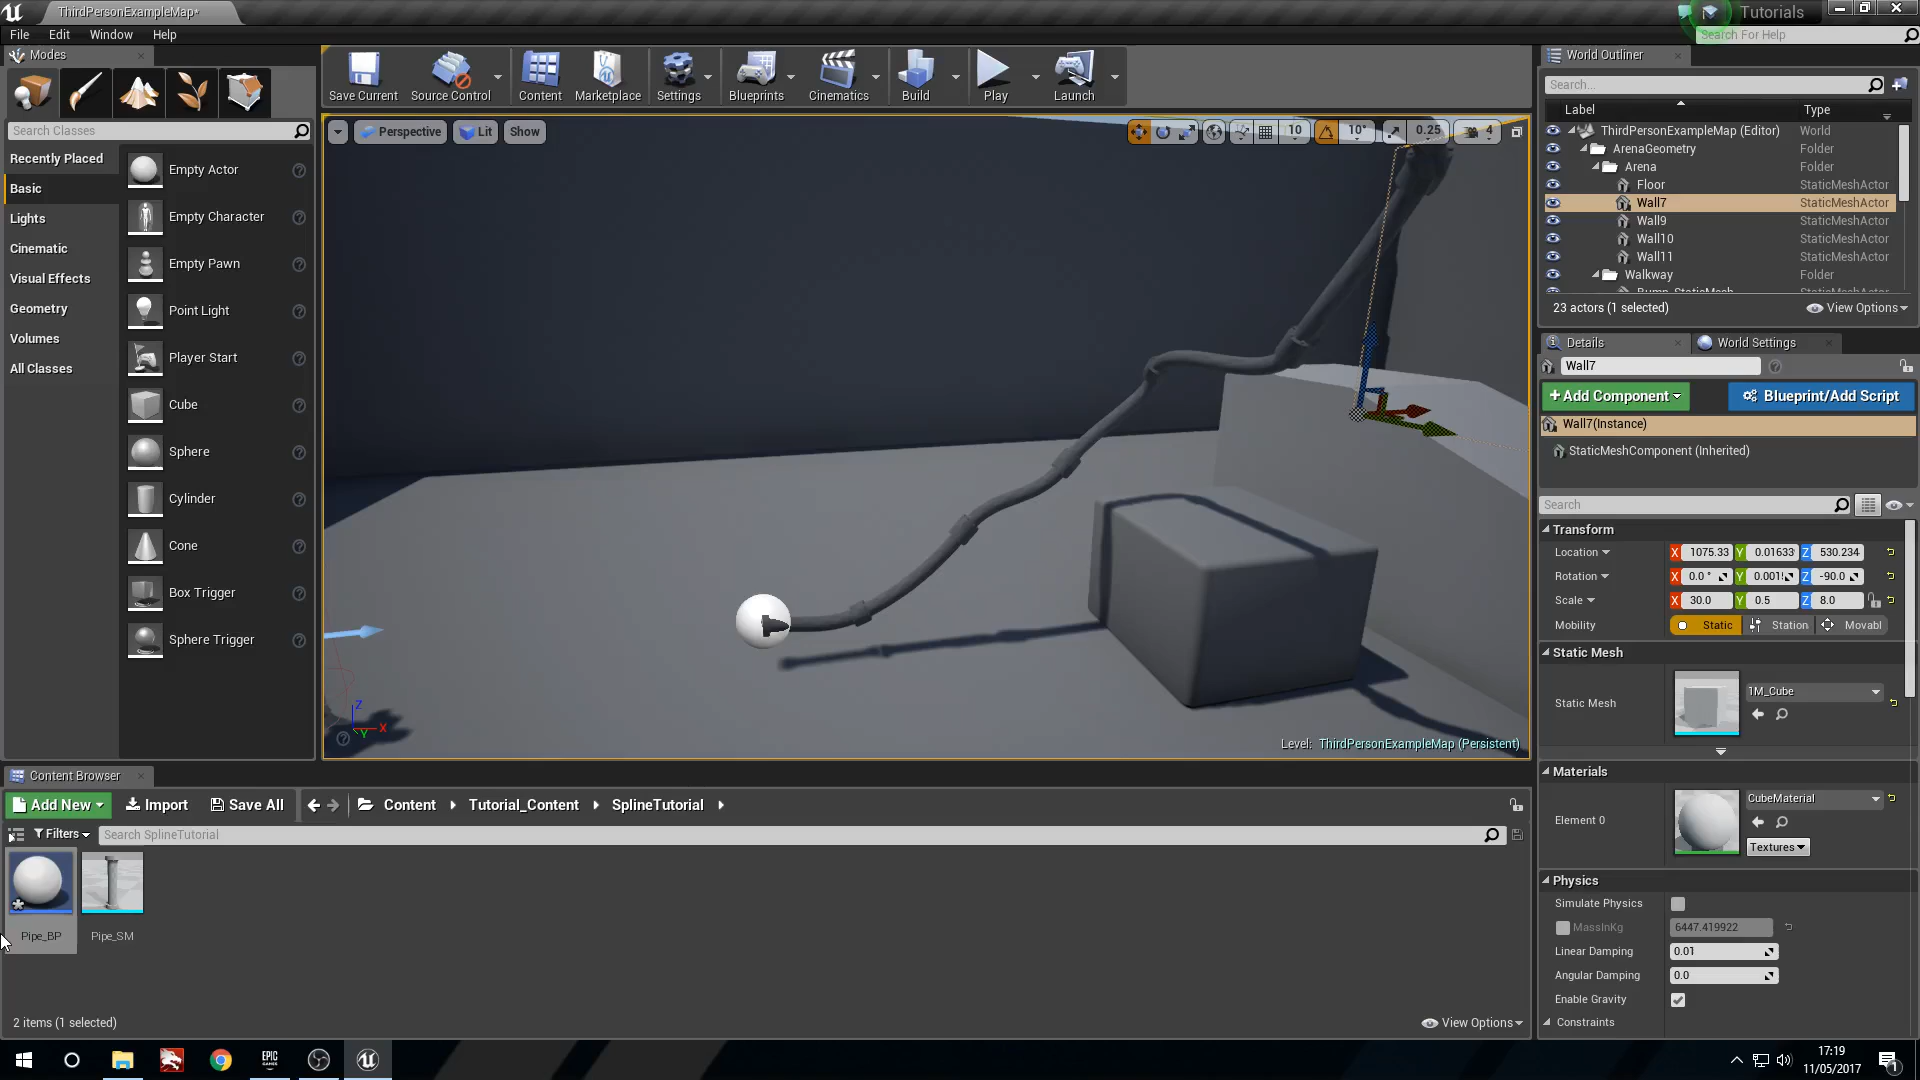 ThirdPersonExampleMap*
Tutorials
File Edit Window Help
Search For Help
Modes
Save Current
Source Control
Content
Marketplace
Settings
Blueprints
Cinematics
Build
Play
Launch
Search Classes
Recently Placed
Basic
Lights
Cinematic
Visual Effects
Geometry
Volumes
All Classes
Empty Actor
Empty Character
Empty Pawn
Point Light
Player Start
Cube
Sphere
Cylinder
Cone
Box Trigger
Sphere Trigger
Perspective Lit Show
10 10° 0.25 4
Z
X
Y
Level: ThirdPersonExampleMap (Persistent)
World Outliner
Search...
Label Type
ThirdPersonExampleMap (Editor) World
ArenaGeometry Folder
Arena Folder
Floor StaticMeshActor
Wall7 StaticMeshActor
Wall9 StaticMeshActor
Wall10 StaticMeshActor
Wall11 StaticMeshActor
Walkway Folder
23 actors (1 selected) View Options
Details World Settings
Wall7
+Add Component Blueprint/Add Script
Wall7(Instance)
StaticMeshComponent (Inherited)
Search
Transform
Location X 1075.33 Y 0.01633 Z 530.234
Rotation X 0.0 ° Y 0.001 Z -90.0
Scale X 30.0 Y 0.5 Z 8.0
Mobility Static Station Movabl
Static Mesh
Static Mesh 1M_Cube
Materials
Element 0 CubeMaterial
Textures
Physics
Simulate Physics
MassInKg 6447.419922
Linear Damping 0.01
Angular Damping 0.0
Enable Gravity
Constraints
Content Browser
Add New Import Save All Content Tutorial_Content SplineTutorial
Filters Search SplineTutorial
Pipe_BP Pipe_SM
2 items (1 selected) View Options
EPIC
GAMES
17:19
11/05/2017
1